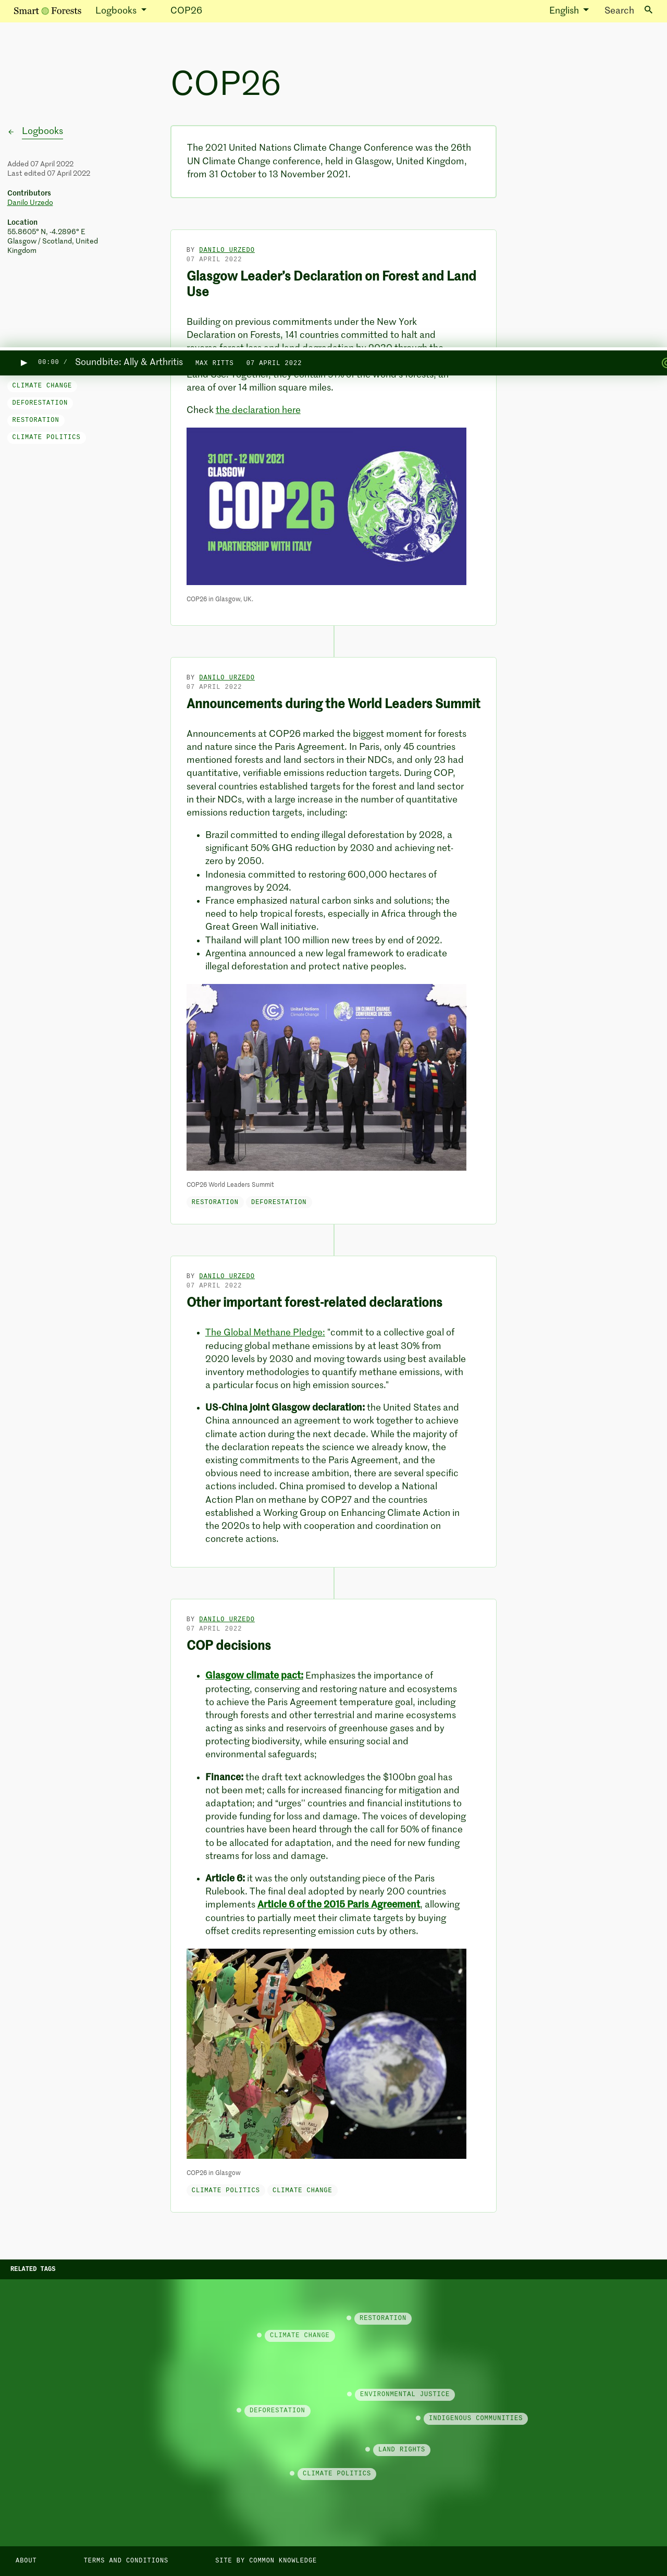 Smart Forests
Logbooks
COP26
English
Search
COP26
← Logbooks
Added 07 April 2022
Last edited 07 April 2022
Contributors
Danilo Urzedo
Location
55.8605° N, -4.2896° E
Glasgow / Scotland, United
Kingdom
CLIMATE CHANGE
DEFORESTATION
RESTORATION
CLIMATE POLITICS
The 2021 United Nations Climate Change Conference was the 26th
UN Climate Change conference, held in Glasgow, United Kingdom,
from 31 October to 13 November 2021.
BY DANILO URZEDO
07 APRIL 2022
Glasgow Leader's Declaration on Forest and Land
Use
Building on previous commitments under the New York
Declaration on Forests, 141 countries committed to halt and
00:00 / Soundbite: Ally & Arthritis MAX RITTS 07 APRIL 2022
area of over 14 million square miles.
Check the declaration here
31 OCT - 12 NOV 2021
GLASGOW
COP26
IN PARTNERSHIP WITH ITALY
COP26 in Glasgow, UK.
BY DANILO URZEDO
07 APRIL 2022
Announcements during the World Leaders Summit
Announcements at COP26 marked the biggest moment for forests
and nature since the Paris Agreement. In Paris, only 45 countries
mentioned forests and land sectors in their NDCs, and only 23 had
quantitative, verifiable emissions reduction targets. During COP,
several countries established targets for the forest and land sector
in their NDCs, with a large increase in the number of quantitative
emissions reduction targets, including:
• Brazil committed to ending illegal deforestation by 2028, a
significant 50% GHG reduction by 2030 and achieving net-
zero by 2050.
• Indonesia committed to restoring 600,000 hectares of
mangroves by 2024.
• France emphasized natural carbon sinks and solutions; the
need to help tropical forests, especially in Africa through the
Great Green Wall initiative.
• Thailand will plant 100 million new trees by end of 2022.
• Argentina announced a new legal framework to eradicate
illegal deforestation and protect native peoples.
United Nations
UN CLIMATE CHANGE
CONFERENCE UK 2021
COP26 World Leaders Summit
RESTORATION DEFORESTATION
BY DANILO URZEDO
07 APRIL 2022
Other important forest-related declarations
• The Global Methane Pledge: "commit to a collective goal of
reducing global methane emissions by at least 30% from
2020 levels by 2030 and moving towards using best available
inventory methodologies to quantify methane emissions, with
a particular focus on high emission sources."
• US-China joint Glasgow declaration: the United States and
China announced an agreement to work together to achieve
climate action during the next decade. While the majority of
the declaration repeats the science we already know, the
existing commitments to the Paris Agreement, and the
obvious need to increase ambition, there are several specific
actions included. China promised to develop a National
Action Plan on methane by COP27 and the countries
established a Working Group on Enhancing Climate Action in
the 2020s to help with cooperation and coordination on
concrete actions.
BY DANILO URZEDO
07 APRIL 2022
COP decisions
• Glasgow climate pact: Emphasizes the importance of
protecting, conserving and restoring nature and ecosystems
to achieve the Paris Agreement temperature goal, including
through forests and other terrestrial and marine ecosystems
acting as sinks and reservoirs of greenhouse gases and by
protecting biodiversity, while ensuring social and
environmental safeguards;
• Finance: the draft text acknowledges the $100bn goal has
not been met; calls for increased financing for mitigation and
adaptation; and "urges" countries and financial institutions to
provide funding for loss and damage. The voices of developing
countries have been heard through the call for 50% of finance
to be allocated for adaptation, and the need for new funding
streams for loss and damage.
• Article 6: it was the only outstanding piece of the Paris
Rulebook. The final deal adopted by nearly 200 countries
implements Article 6 of the 2015 Paris Agreement, allowing
countries to partially meet their climate targets by buying
offset credits representing emission cuts by others.
COP26 in Glasgow
CLIMATE POLITICS CLIMATE CHANGE
RELATED TAGS
RESTORATION
CLIMATE CHANGE
ENVIRONMENTAL JUSTICE
DEFORESTATION
INDIGENOUS COMMUNITIES
LAND RIGHTS
CLIMATE POLITICS
ABOUT
TERMS AND CONDITIONS
SITE BY COMMON KNOWLEDGE